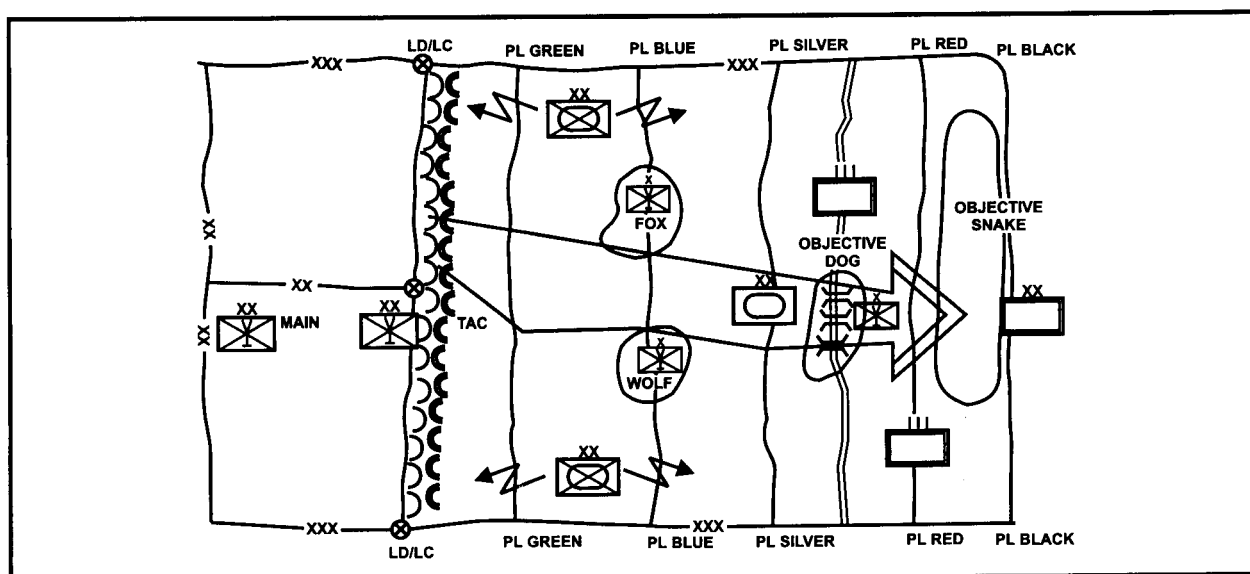 LD/LC
PL GREEN
PL BLUE
PL SILVER
PL RED
PL BLACK
XXX
XXX
XX
XX
X
FOX
OBJECTIVE
SNAKE
OBJECTIVE
DOG
XX
XX
X
XX
XX
MAIN
XX
TAC
XX
X
WOLF
XX
XXX
XXX
LD/LC
PL GREEN
PL BLUE
PL SILVER
PL RED
PL BLACK